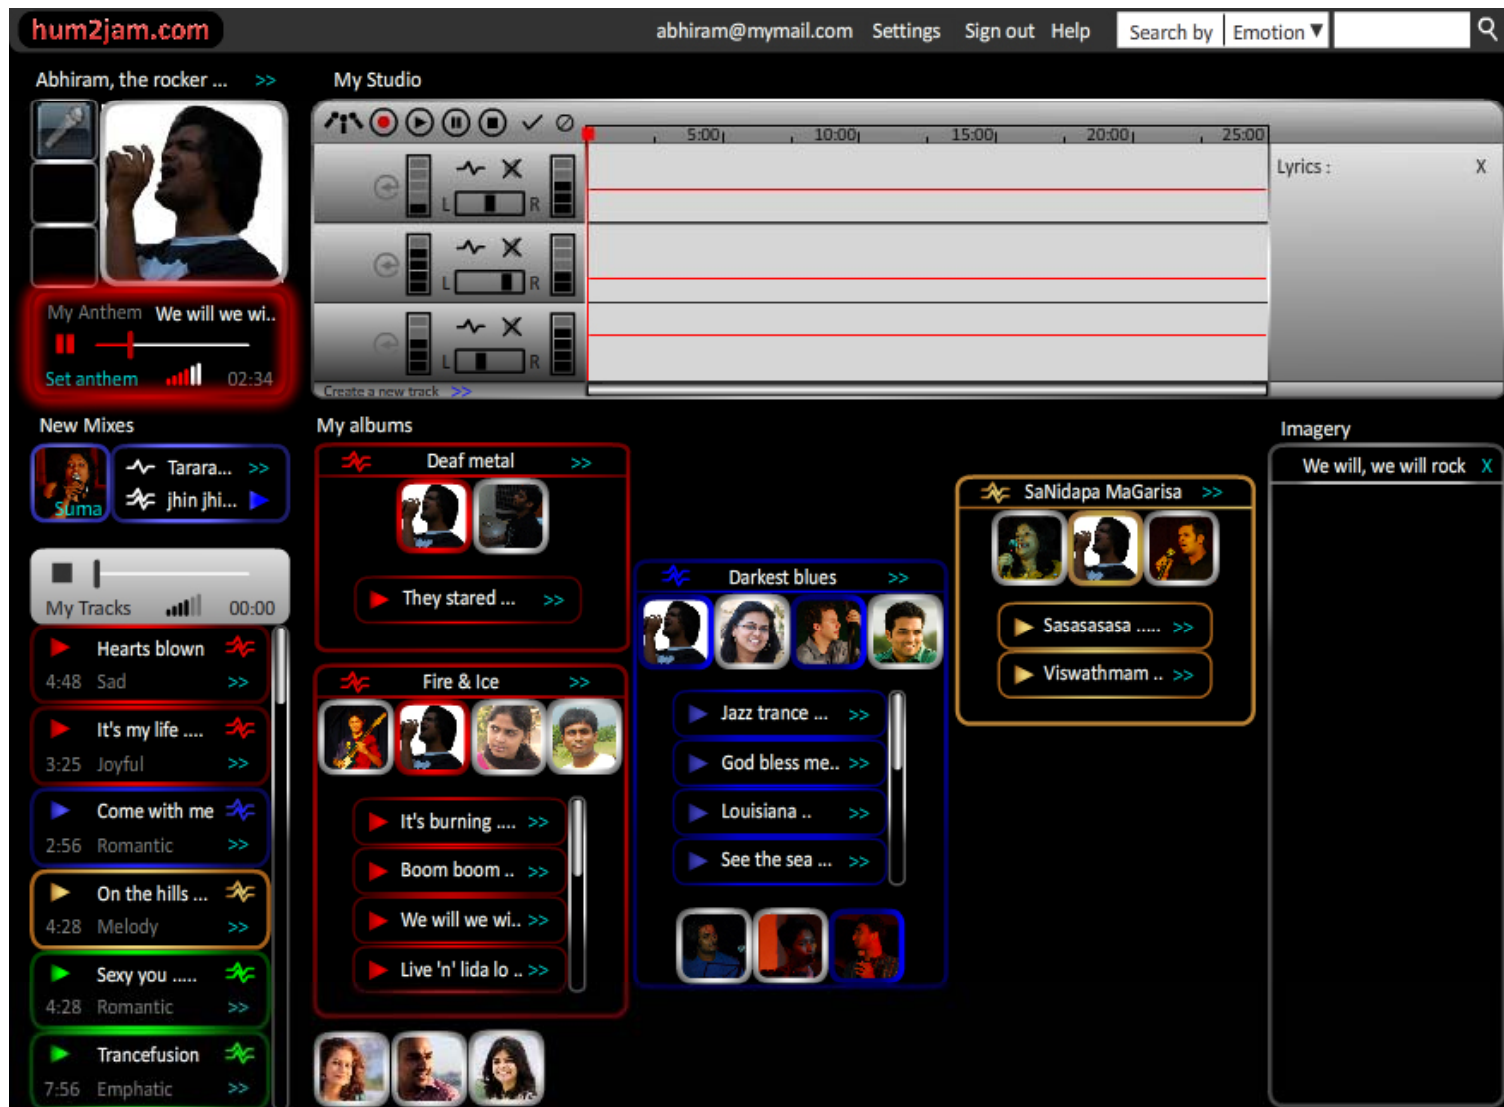 hum2jam.com
abhiram@mymail.com Settings Sign out Help Search by Emotion ▼
Abhiram, the rocker ... >>
My Studio
5:00 10:00 15:00 20:00 25:00
L R
L R
L R
Create a new track >>
Lyrics : X
My Anthem We will we wi..
Set anthem 02:34
New Mixes
Suma
Tarara... >>
jhin jhi...
My Tracks 00:00
Hearts blown
4:48 Sad >>
It's my life ....
3:25 Joyful >>
Come with me
2:56 Romantic >>
On the hills ...
4:28 Melody >>
Sexy you .....
4:28 Romantic >>
Trancefusion
7:56 Emphatic >>
My albums
Deaf metal >>
They stared ... >>
Fire & Ice >>
It's burning .... >>
Boom boom .. >>
We will we wi.. >>
Live 'n' lida lo .. >>
Darkest blues >>
Jazz trance ... >>
God bless me.. >>
Louisiana .. >>
See the sea ... >>
SaNidapa MaGarisa >>
Sasasasasa ..... >>
Viswathmam .. >>
Imagery
We will, we will rock X